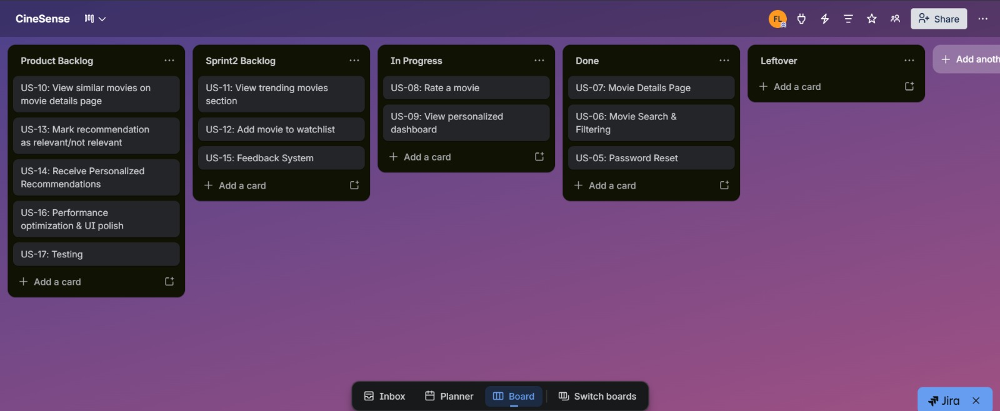 CineSense
FL
Share
Product Backlog
US-10: View similar movies on
movie details page
US-13: Mark recommendation
as relevant/not relevant
US-14: Receive Personalized
Recommendations
US-16: Performance
optimization & UI polish
US-17: Testing
Add a card
Sprint2 Backlog
US-11: View trending movies
section
US-12: Add movie to watchlist
US-15: Feedback System
Add a card
In Progress
US-08: Rate a movie
US-09: View personalized
dashboard
Add a card
Done
US-07: Movie Details Page
US-06: Movie Search &
Filtering
US-05: Password Reset
Add a card
Leftover
Add a card
Add anoth
Inbox
Planner
Board
Switch boards
Jira